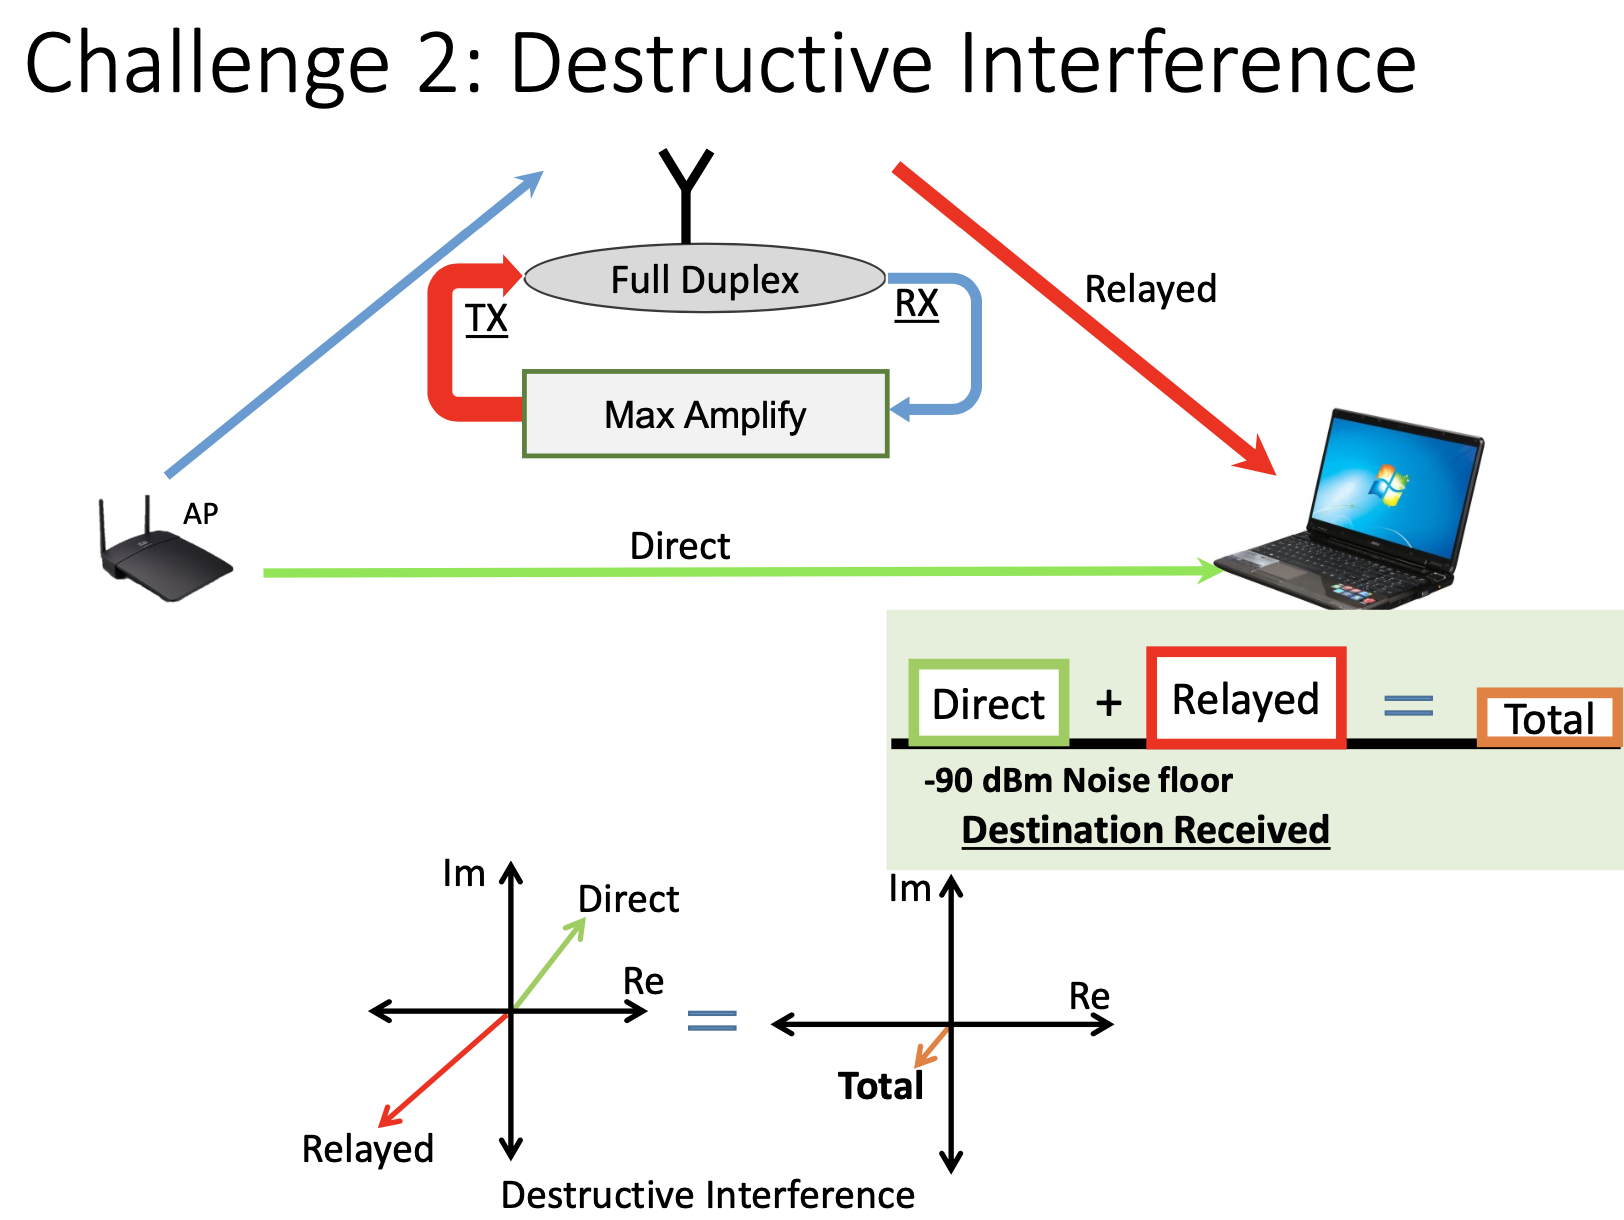 Challenge 2: Destructive Interference
Full Duplex
TX
RX
Relayed
Max Amplify
AP
Direct
Direct + Relayed = Total
-90 dBm Noise floor
Destination Received
Im
Direct
Re
Relayed
=
Im
Re
Total
Destructive Interference